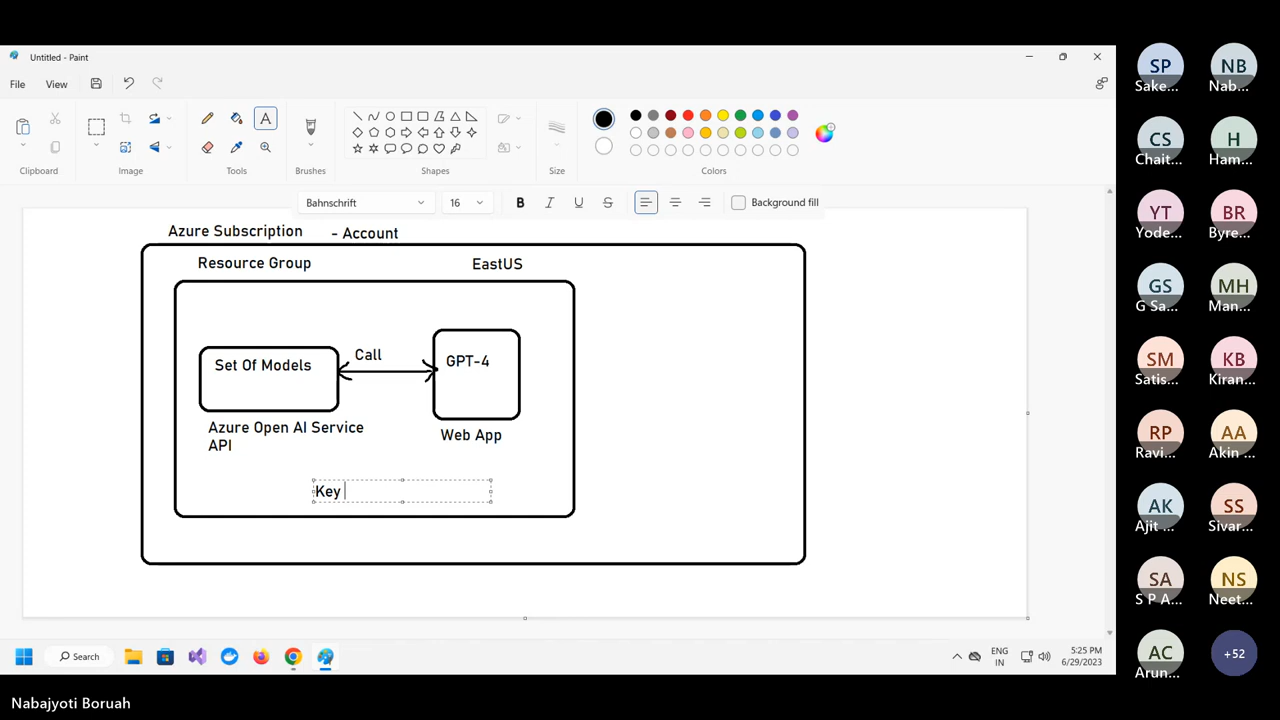 Untitled - Paint
File
View
Clipboard
Image
A
Tools
Brushes
Shapes
Size
Colors
Bahnschrift
16
B
I
U
S
Background fill
Azure Subscription
- Account
Resource Group
EastUS
Set Of Models
Call
GPT-4
Azure Open AI Service
API
Web App
Key
Search
ENG
IN
5:25 PM
6/29/2023
SP
Sake...
NB
Nab...
CS
Chait...
H
Ham...
YT
Yode...
BR
Byre...
GS
G Sa...
MH
Man...
SM
Satis...
KB
Kiran...
RP
Ravi...
AA
Akin ...
AK
Ajit ...
SS
Sivar...
SA
S P A...
NS
Neet...
AC
Arun...
+52
Nabajyoti Boruah